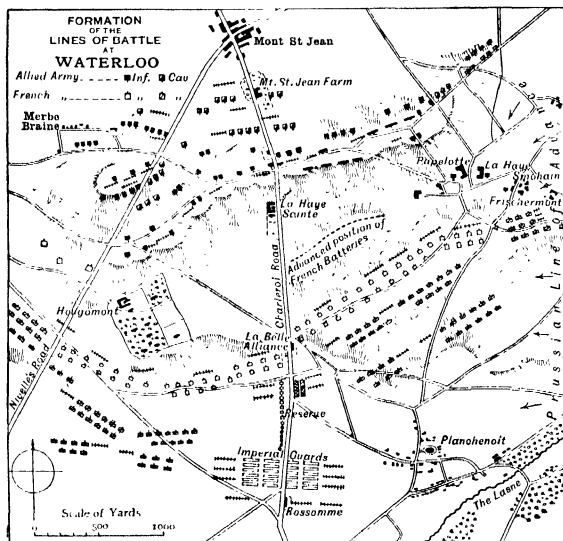 FORMATION
OF THE
LINES OF BATTLE
AT
WATERLOO
Allied Army Inf. Cav
French " " "
Mont St Jean
Mt. St. Jean Farm
Merbe
Braine
Papelotte
La Haye
Smohain
Frischermont
La Haye
Sainte
Charleroi Road
Advanced position of
French Batteries
Hougomont
La Belle
Alliance
Nivelles Road
Prussian Line of Advance
Reserve
Planchenoit
Imperial Guards
Rossomme
The Lasne
Scale of Yards
0 500 1000